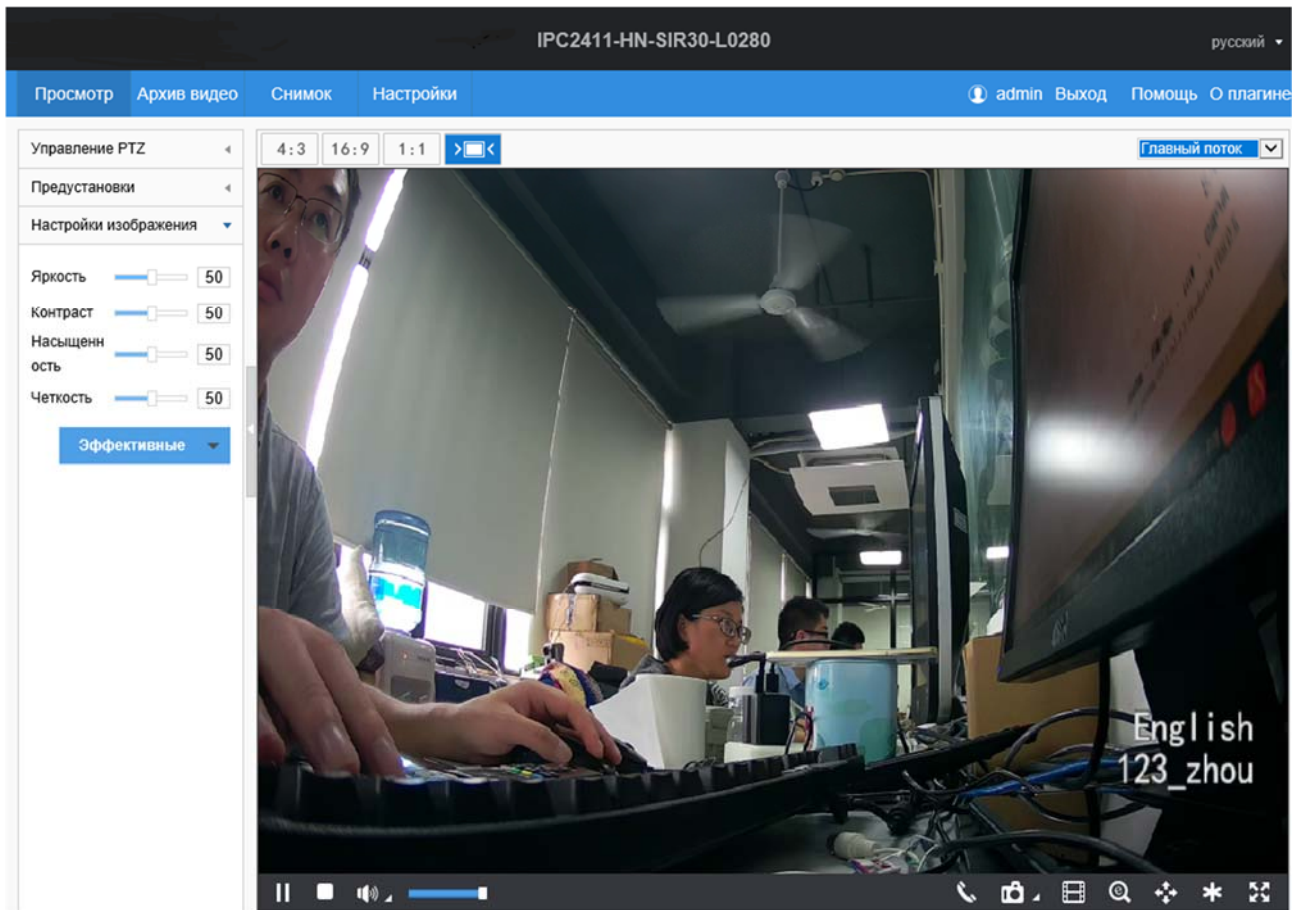 IPC2411-HN-SIR30-L0280
русский
Просмотр Архив видео Снимок Настройки admin Выход Помощь О плагине
Управление PTZ
Предустановки
Настройки изображения
Яркость 50
Контраст 50
Насыщенн
ость 50
Четкость 50
Эффективные
4:3 16:9 1:1 Главный поток
English
123_zhou